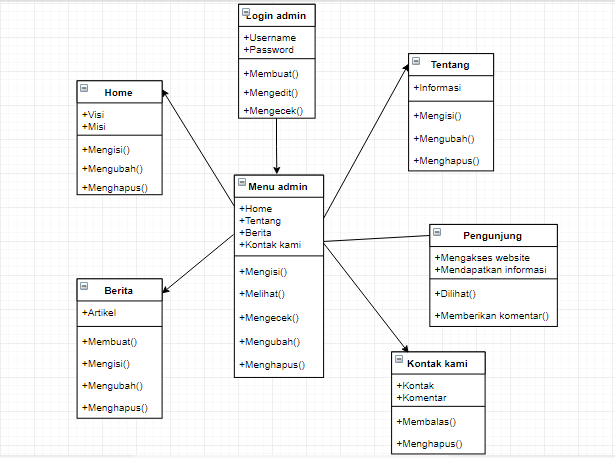 Login admin
+Username
+Password
+Membuat()
+Mengedit()
+Mengecek()
Home
+Visi
+Misi
+Mengisi()
+Mengubah()
+Menghapus()
Tentang
+Informasi
+Mengisi()
+Mengubah()
+Menghapus()
Menu admin
+Home
+Tentang
+Berita
+Kontak kami
+Mengisi()
+Melihat()
+Mengecek()
+Mengubah()
+Menghapus()
Pengunjung
+Mengakses website
+Mendapatkan informasi
+Dilihat()
+Memberikan komentar()
Berita
+Artikel
+Membuat()
+Mengisi()
+Mengubah()
+Menghapus()
Kontak kami
+Kontak
+Komentar
+Membalas()
+Menghapus()